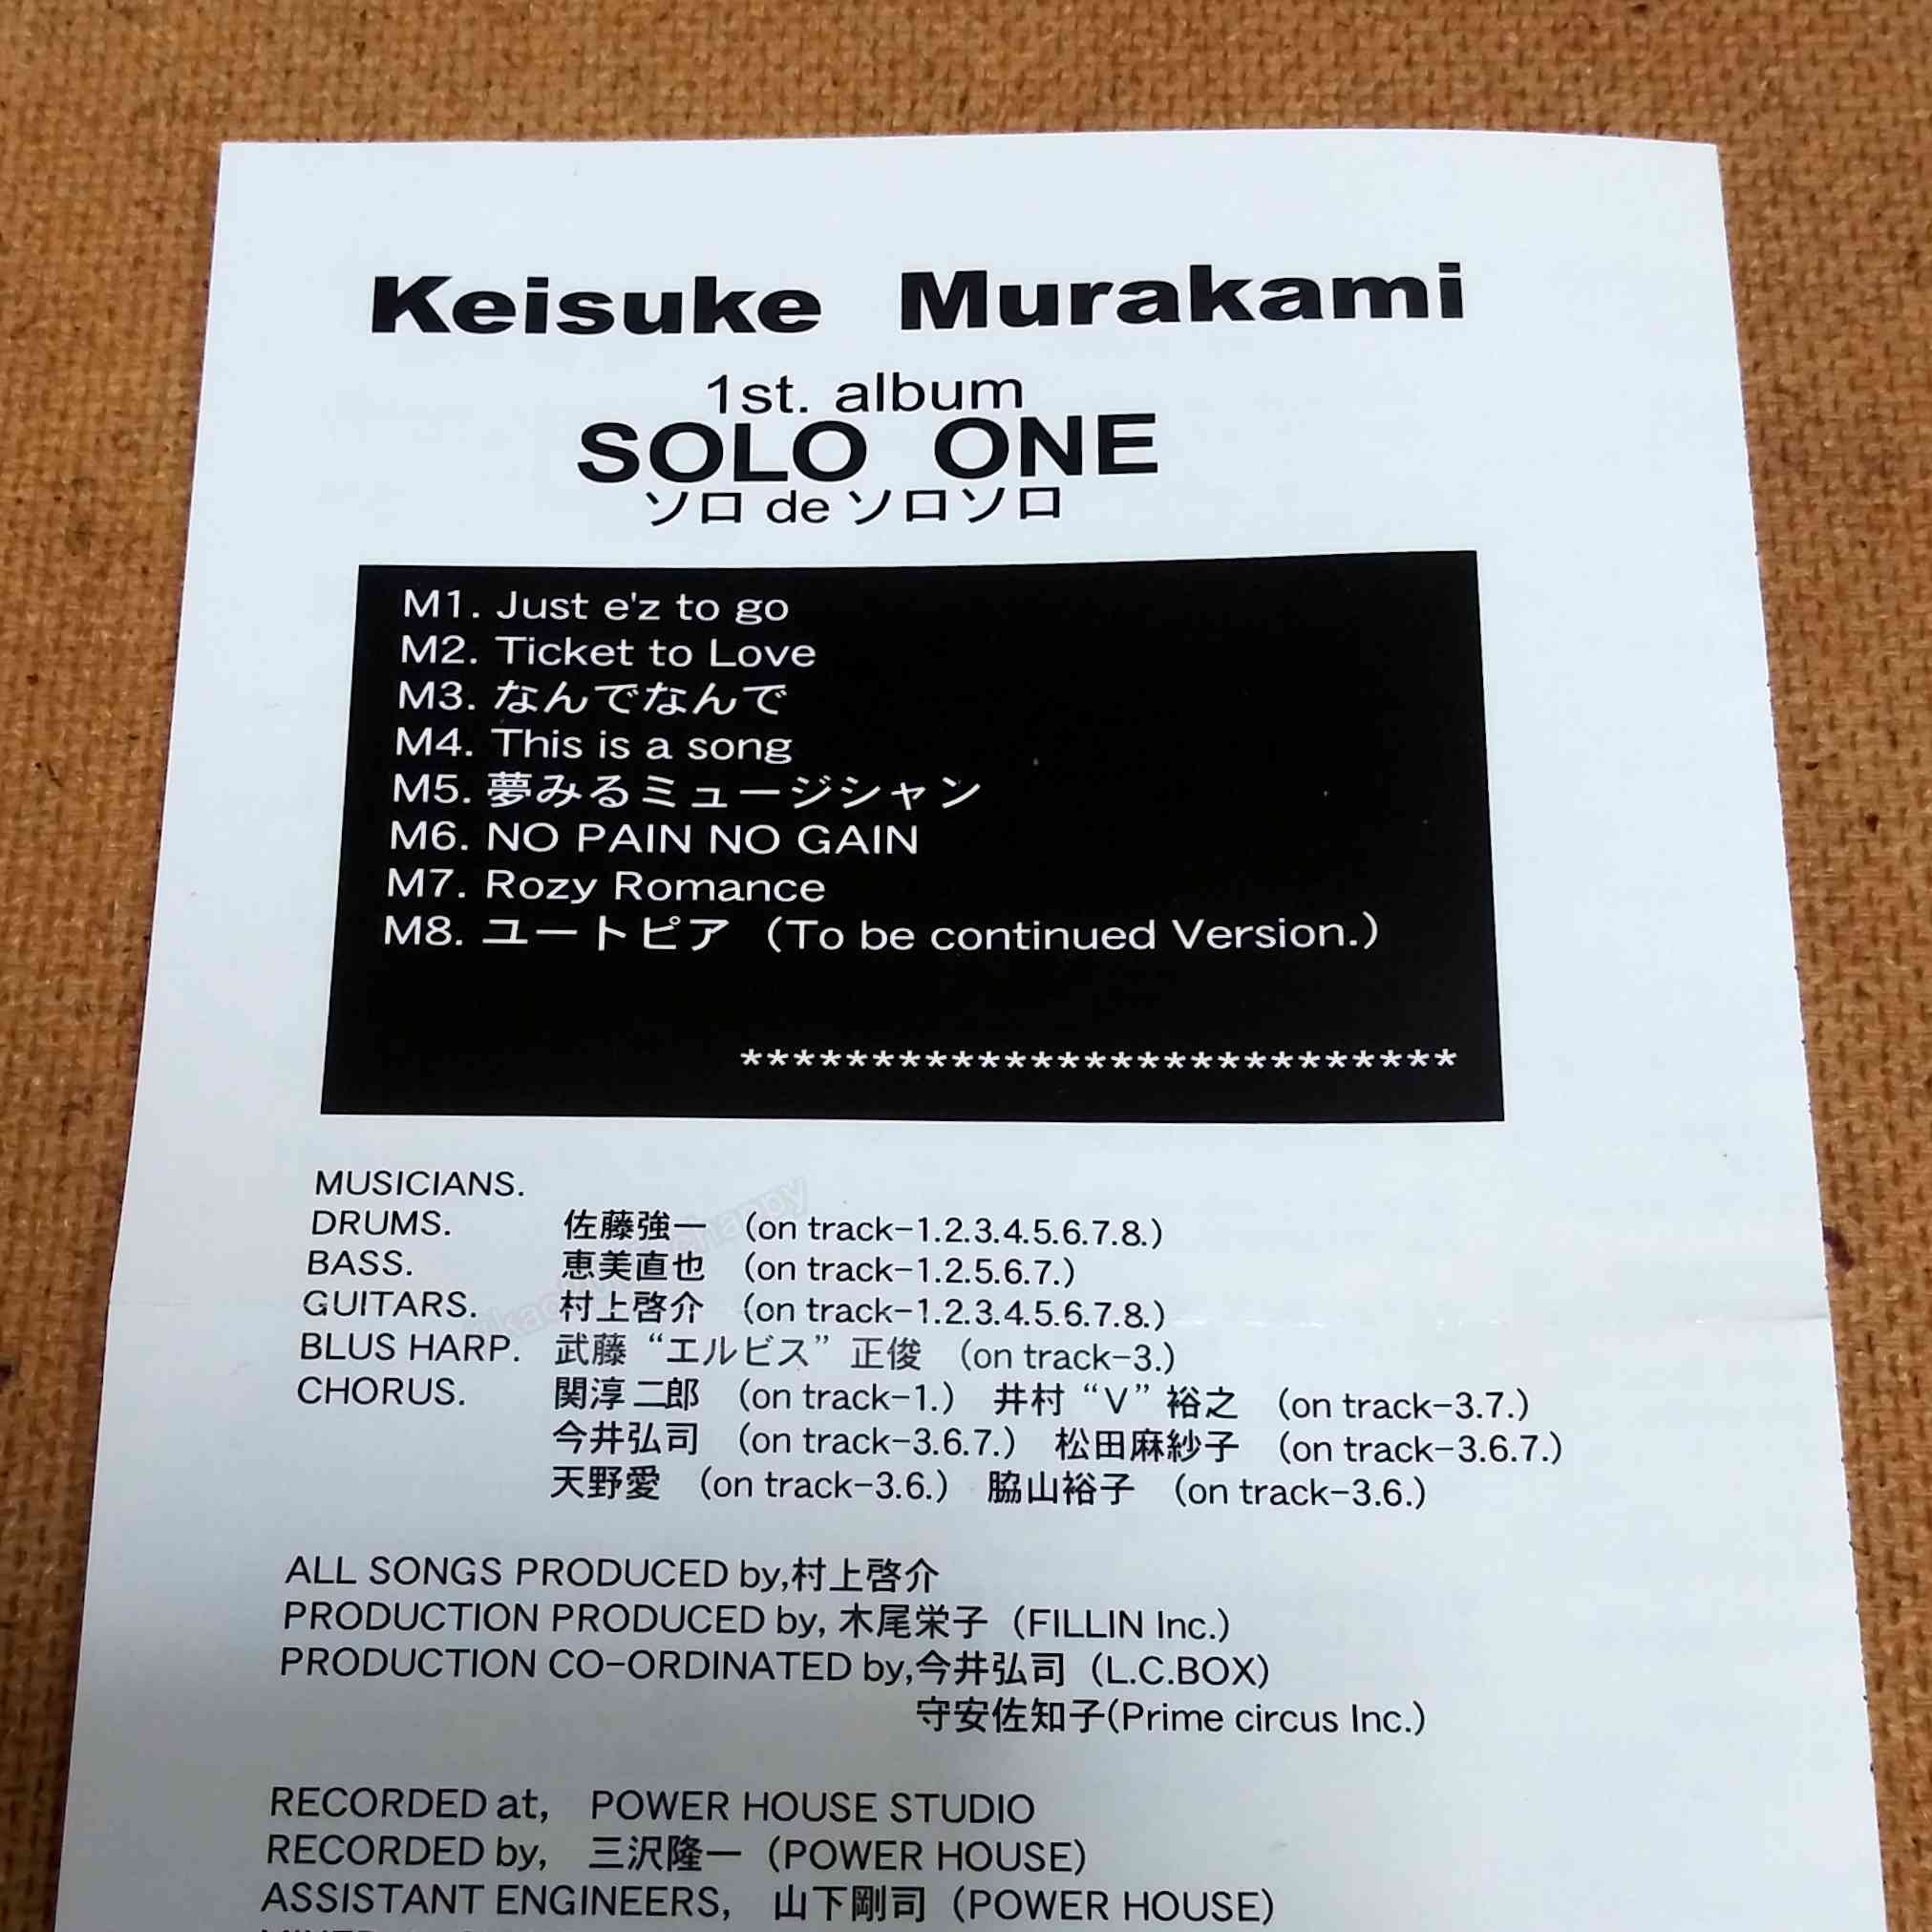 Keisuke Murakami
1st. album
SOLO ONE
ソロ de ソロソロ
M1. Just e'z to go
M2. Ticket to Love
M3. なんでなんで
M4. This is a song
M5. 夢みるミュージシャン
M6. NO PAIN NO GAIN
M7. Rozy Romance
M8. ユートピア （To be continued Version.）
***************************
MUSICIANS.
DRUMS. 佐藤強一 （on track−1.2.3.4.5.6.7.8.）
BASS. 恵美直也 （on track−1.2.5.6.7.）
GUITARS. 村上啓介 （on track−1.2.3.4.5.6.7.8.）
BLUS HARP. 武藤 “エルビス” 正俊 （on track−3.）
CHORUS. 関淳二郎 （on track−1.） 井村 “V” 裕之 （on track−3.7.）
今井弘司 （on track−3.6.7.） 松田麻紗子 （on track−3.6.7.）
天野愛 （on track−3.6.） 脇山裕子 （on track−3.6.）
ALL SONGS PRODUCED by,村上啓介
PRODUCTION PRODUCED by, 木尾栄子（FILLIN Inc.）
PRODUCTION CO−ORDINATED by,今井弘司（L.C.BOX）
守安佐知子(Prime circus Inc.)
RECORDED at, POWER HOUSE STUDIO
RECORDED by, 三沢隆一（POWER HOUSE）
ASSISTANT ENGINEERS, 山下剛司（POWER HOUSE）